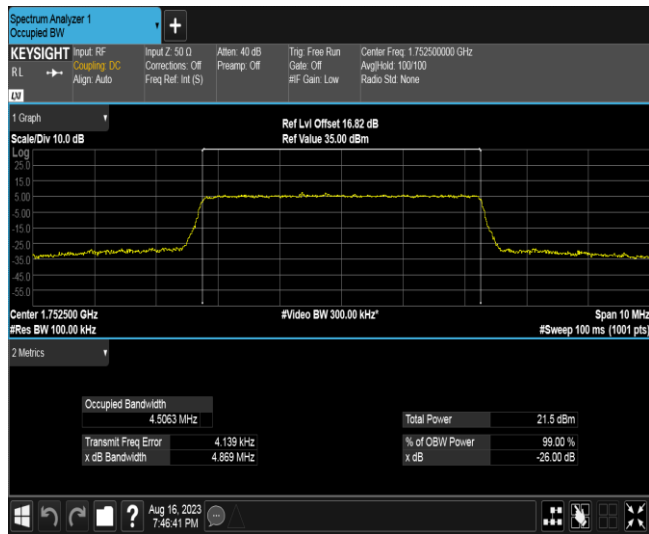 Spectrum Analyzer 1
Occupied BW
+
KEYSIGHT
RL
LXI
Input: RF
Coupling: DC
Align: Auto
Input Z: 50 Ω
Corrections: Off
Freq Ref: Int (S)
Atten: 40 dB
Preamp: Off
Trig: Free Run
Gate: Off
#IF Gain: Low
Center Freq: 1.752500000 GHz
Avg|Hold: 100/100
Radio Std: None
1 Graph
Scale/Div 10.0 dB
Ref Lvl Offset 16.82 dB
Ref Value 35.00 dBm
Log
25.0
15.0
5.00
-5.00
-15.0
-25.0
-35.0
-45.0
-55.0
Center 1.752500 GHz
#Video BW 300.00 kHz*
Span 10 MHz
#Res BW 100.00 kHz
#Sweep 100 ms (1001 pts)
2 Metrics
Occupied Bandwidth
4.5063 MHz
Total Power 21.5 dBm
Transmit Freq Error 4.139 kHz
% of OBW Power 99.00 %
x dB Bandwidth 4.869 MHz
x dB -26.00 dB
?
Aug 16, 2023
7:46:41 PM